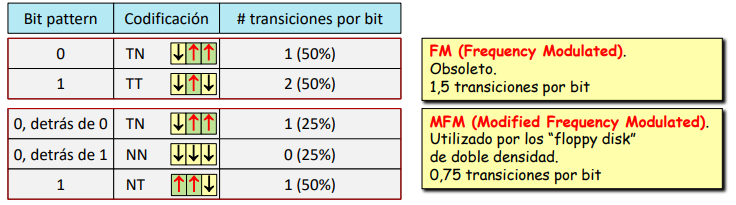 Bit pattern Codificación # transiciones por bit
0 TN ↓↑↑ 1 (50%)
1 TT ↓↑↓ 2 (50%)
0, detrás de 0 TN ↓↑↑ 1 (25%)
0, detrás de 1 NN ↓↓↓ 0 (25%)
1 NT ↑↑↓ 1 (50%)
FM (Frequency Modulated).
Obsoleto.
1,5 transiciones por bit
MFM (Modified Frequency Modulated).
Utilizado por los “floppy disk”
de doble densidad.
0,75 transiciones por bit